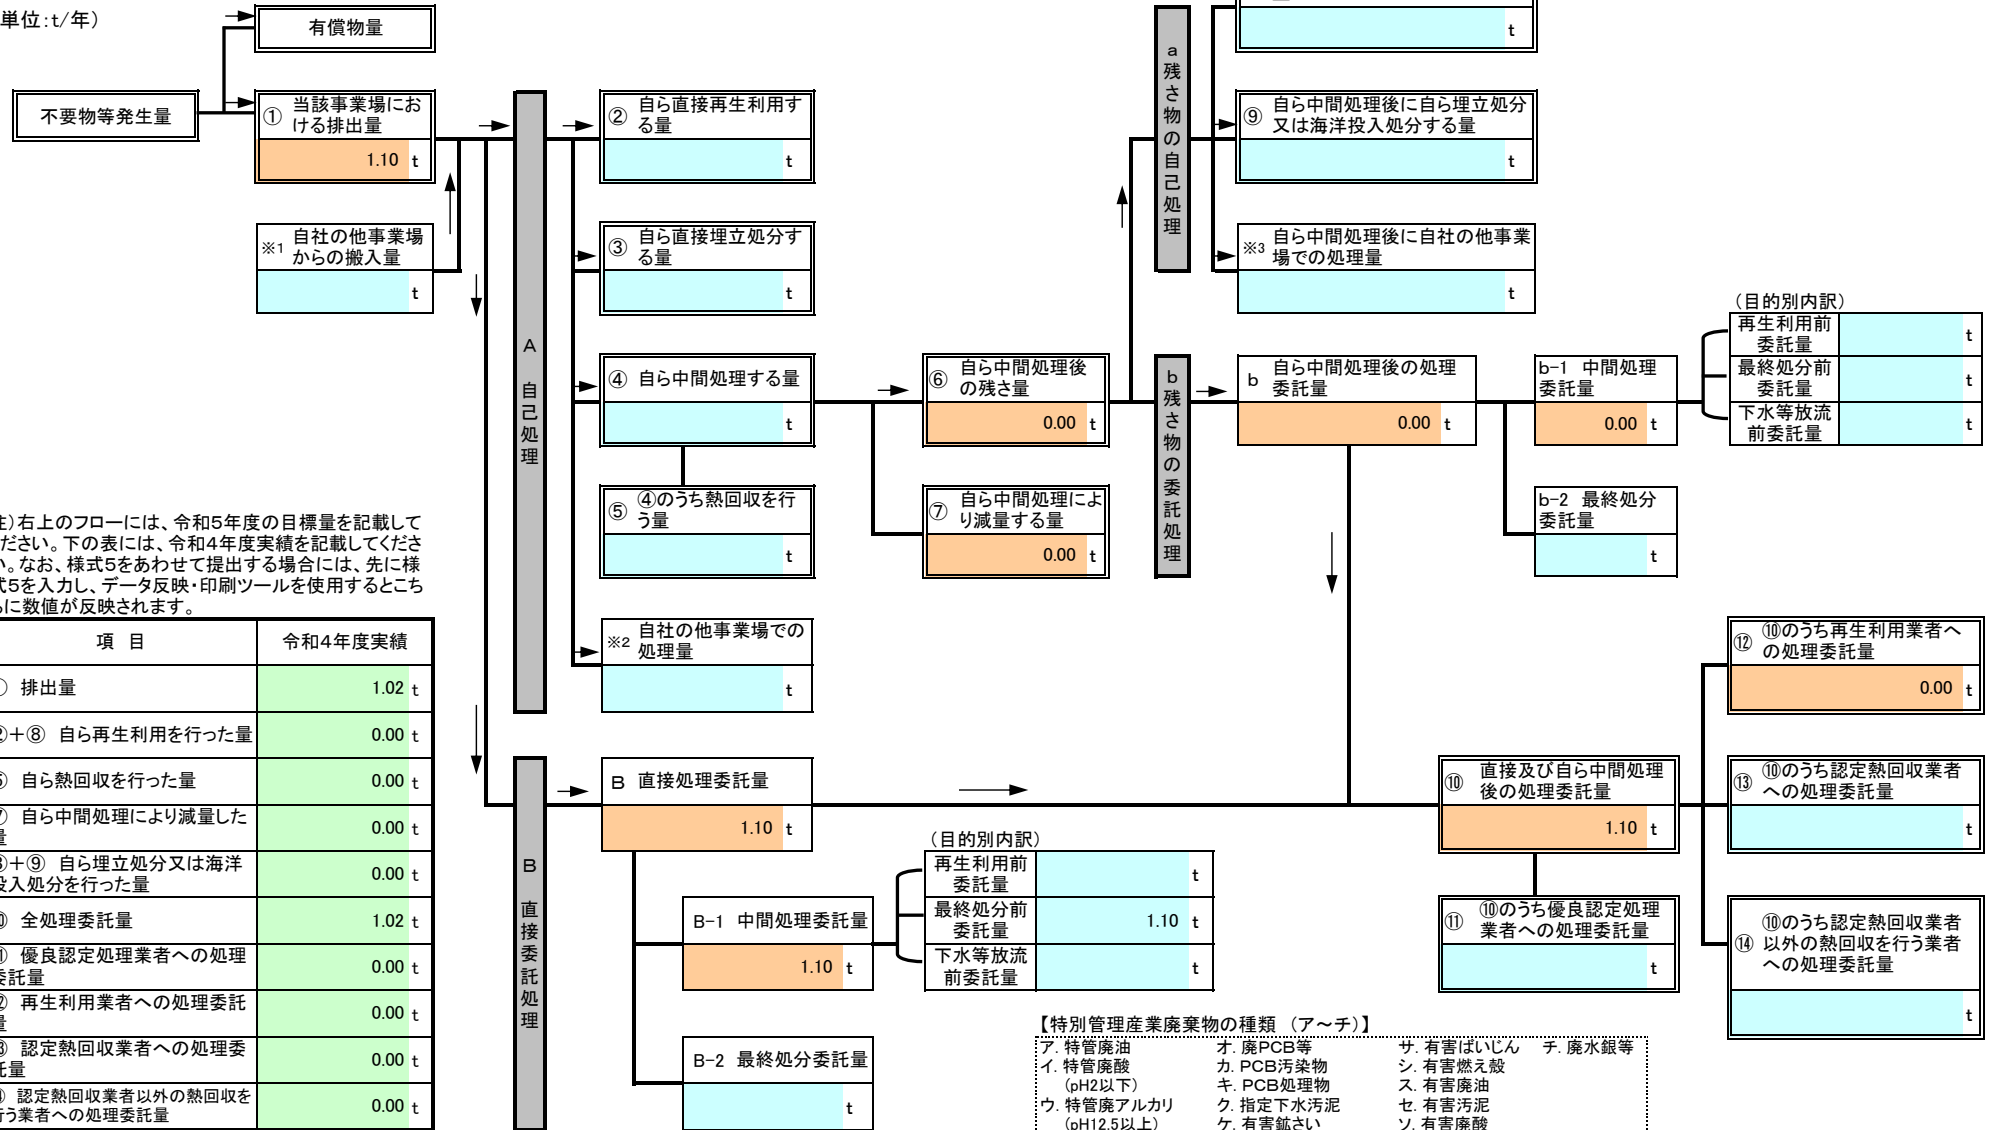 単位:t/年)
有償物量
不要物等発生量
① 当該事業場にお
ける排出量
1.10 t
※1 自社の他事業場
からの搬入量
t
A 自己処理
② 自ら直接再生利用す
る量
t
③ 自ら直接埋立処分す
る量
t
④ 自ら中間処理する量
t
⑤ ④のうち熱回収を行
う量
t
※2 自社の他事業場での
処理量
t
⑥ 自ら中間処理後
の残さ量
0.00 t
⑦ 自ら中間処理によ
り減量する量
0.00 t
a 残さ物の自己処理
t
⑨ 自ら中間処理後に自ら埋立処分
又は海洋投入処分する量
t
※3 自ら中間処理後に自社の他事業
場での処理量
t
b 残さ物の委託処理
b 自ら中間処理後の処理
委託量
0.00 t
b-1 中間処理
委託量
0.00 t
(目的別内訳)
再生利用前
委託量 t
最終処分前
委託量 t
下水等放流
前委託量 t
b-2 最終処分
委託量
t
注)右上のフローには、令和5年度の目標量を記載して
ださい。下の表には、令和4年度実績を記載してくださ
い。なお、様式5をあわせて提出する場合には、先に様
式5を入力し、データ反映・印刷ツールを使用するとこち
らに数値が反映されます。
項 目 令和4年度実績
① 排出量 1.02 t
②+⑧ 自ら再生利用を行った量 0.00 t
⑤ 自ら熱回収を行った量 0.00 t
⑦ 自ら中間処理により減量した
量 0.00 t
③+⑨ 自ら埋立処分又は海洋
投入処分を行った量 0.00 t
⑩ 全処理委託量 1.02 t
⑪ 優良認定処理業者への処理
委託量 0.00 t
⑫ 再生利用業者への処理委託
量 0.00 t
⑬ 認定熱回収業者への処理委
託量 0.00 t
⑭ 認定熱回収業者以外の熱回収を
行う業者への処理委託量 0.00 t
B 直接委託処理
B 直接処理委託量
1.10 t
B-1 中間処理委託量
1.10 t
(目的別内訳)
再生利用前
委託量 t
最終処分前
委託量 1.10 t
下水等放流
前委託量 t
B-2 最終処分委託量
t
⑩ 直接及び自ら中間処理
後の処理委託量
1.10 t
⑪ ⑩のうち優良認定処理
業者への処理委託量
t
⑫ ⑩のうち再生利用業者へ
の処理委託量
0.00 t
⑬ ⑩のうち認定熱回収業者
への処理委託量
t
⑭ ⑩のうち認定熱回収業者
以外の熱回収を行う業者
への処理委託量
t
【特別管理産業廃棄物の種類 (ア～チ)】
ア. 特管廃油 オ. 廃PCB等 サ. 有害ばいじん チ. 廃水銀等
イ. 特管廃酸 カ. PCB汚染物 シ. 有害燃え殻
(pH2以下) キ. PCB処理物 ス. 有害廃油
ウ. 特管廃アルカリ ク. 指定下水汚泥 セ. 有害汚泥
(pH12.5以上) ケ. 有害鉱さい ソ. 有害廃酸